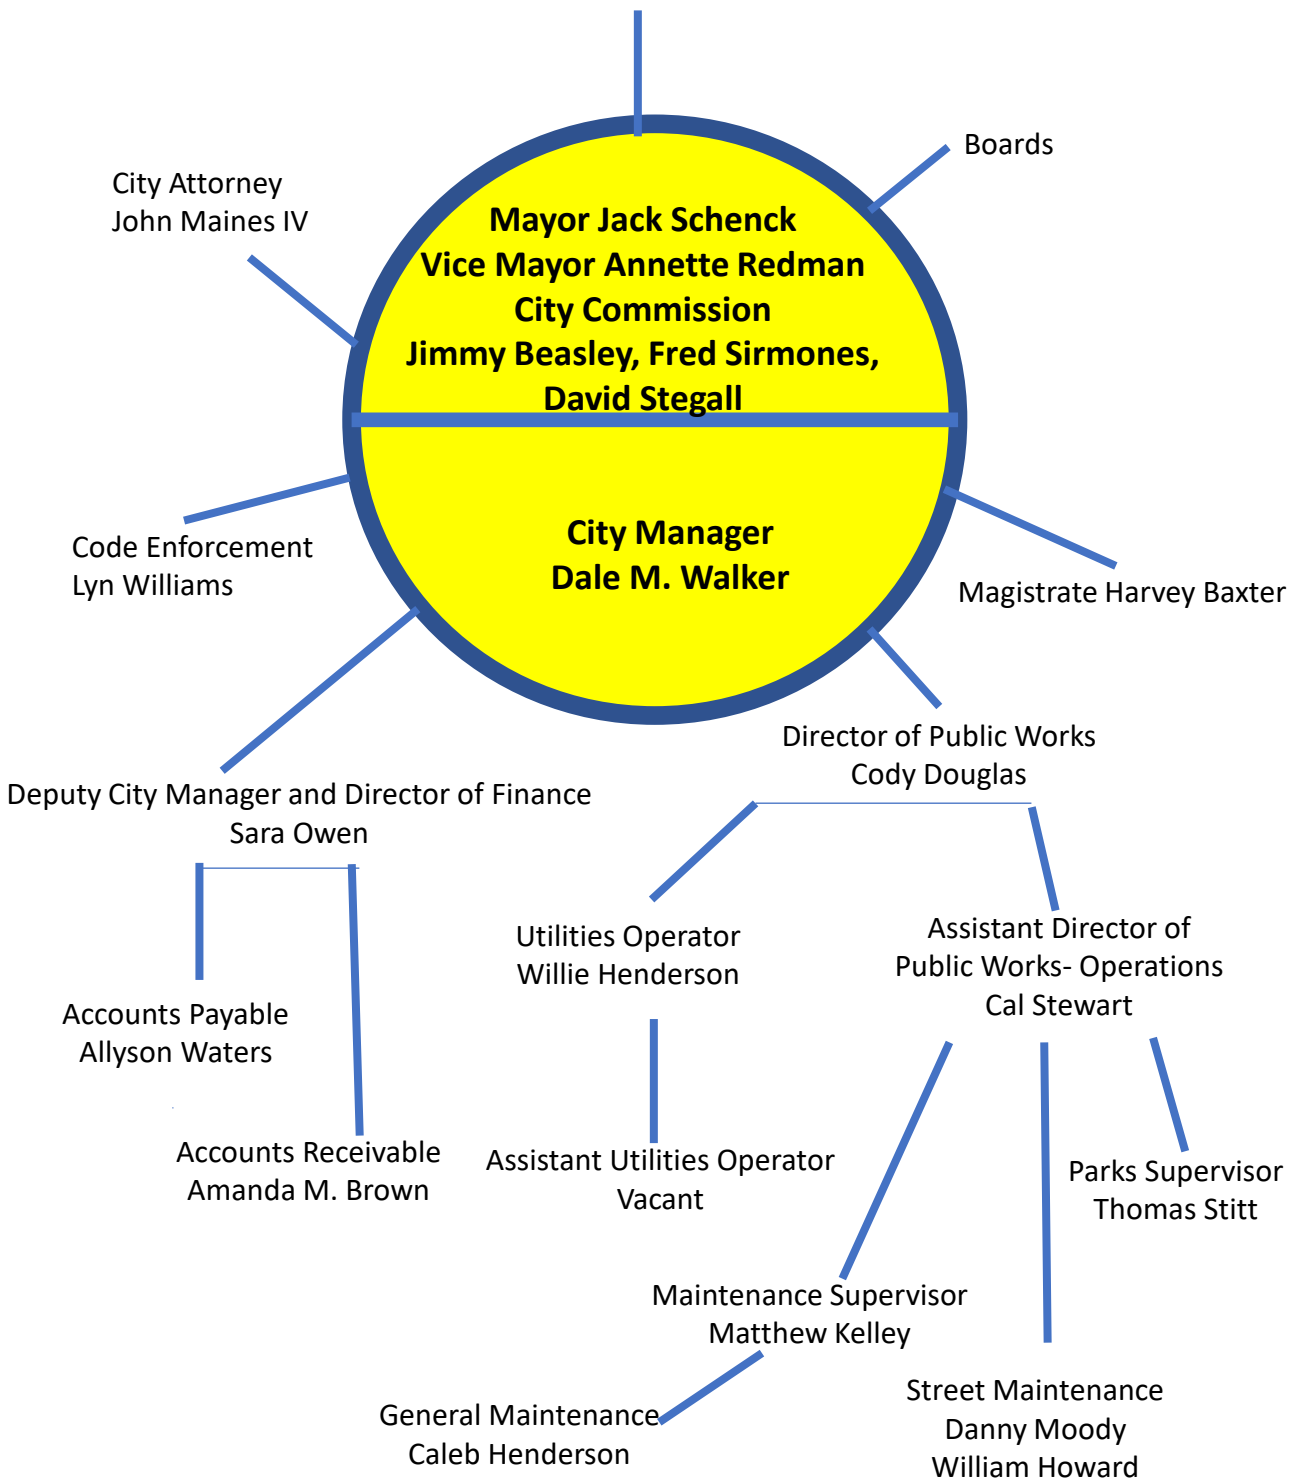 Boards
City Attorney
John Maines IV
Mayor Jack Schenck
Vice Mayor Annette Redman
City Commission
Jimmy Beasley, Fred Sirmones,
David Stegall
City Manager
Dale M. Walker
Code Enforcement
Lyn Williams
Magistrate Harvey Baxter
Director of Public Works
Cody Douglas
Deputy City Manager and Director of Finance
Sara Owen
Utilities Operator
Willie Henderson
Assistant Director of
Public Works- Operations
Cal Stewart
Accounts Payable
Allyson Waters
Accounts Receivable
Amanda M. Brown
Assistant Utilities Operator
Vacant
Parks Supervisor
Thomas Stitt
Maintenance Supervisor
Matthew Kelley
General Maintenance
Caleb Henderson
Street Maintenance
Danny Moody
William Howard